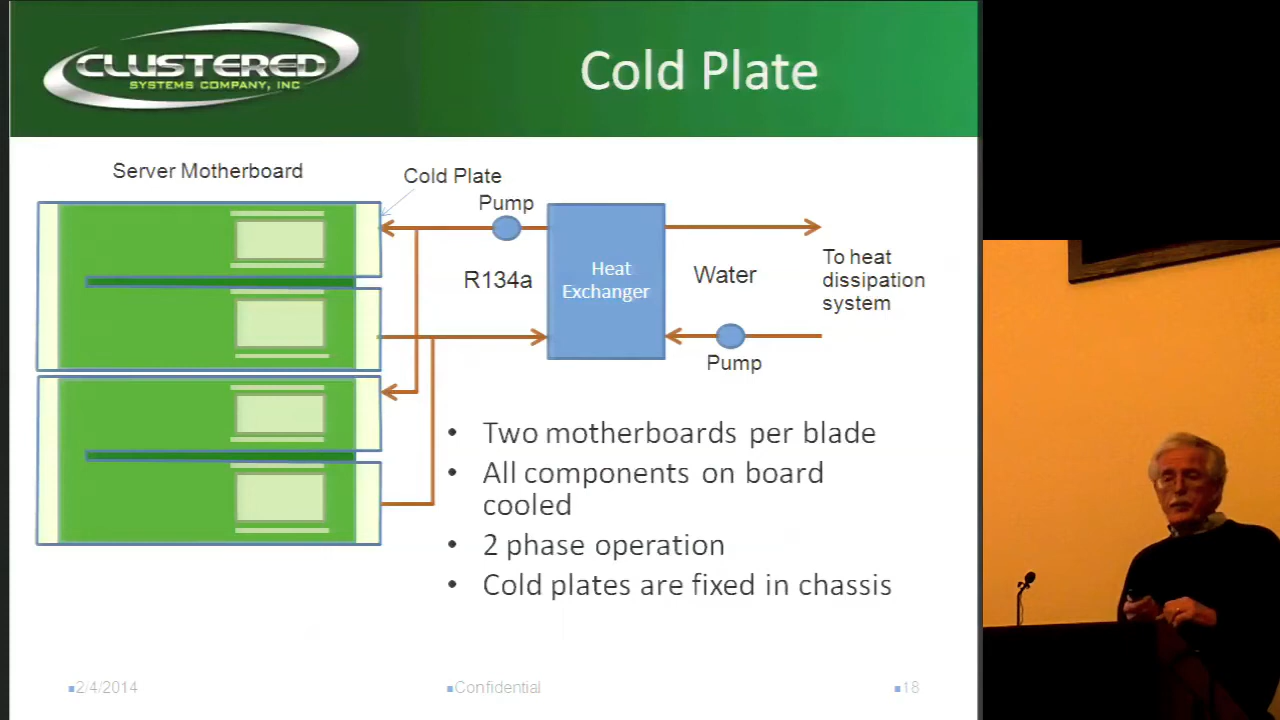 CLUSTERED
SYSTEMS COMPANY, INC
Cold Plate
Server Motherboard
Cold Plate
Pump
R134a
Heat
Exchanger
Water
To heat
dissipation
system
Pump
• Two motherboards per blade
• All components on board
cooled
• 2 phase operation
• Cold plates are fixed in chassis
2/4/2014
Confidential
18